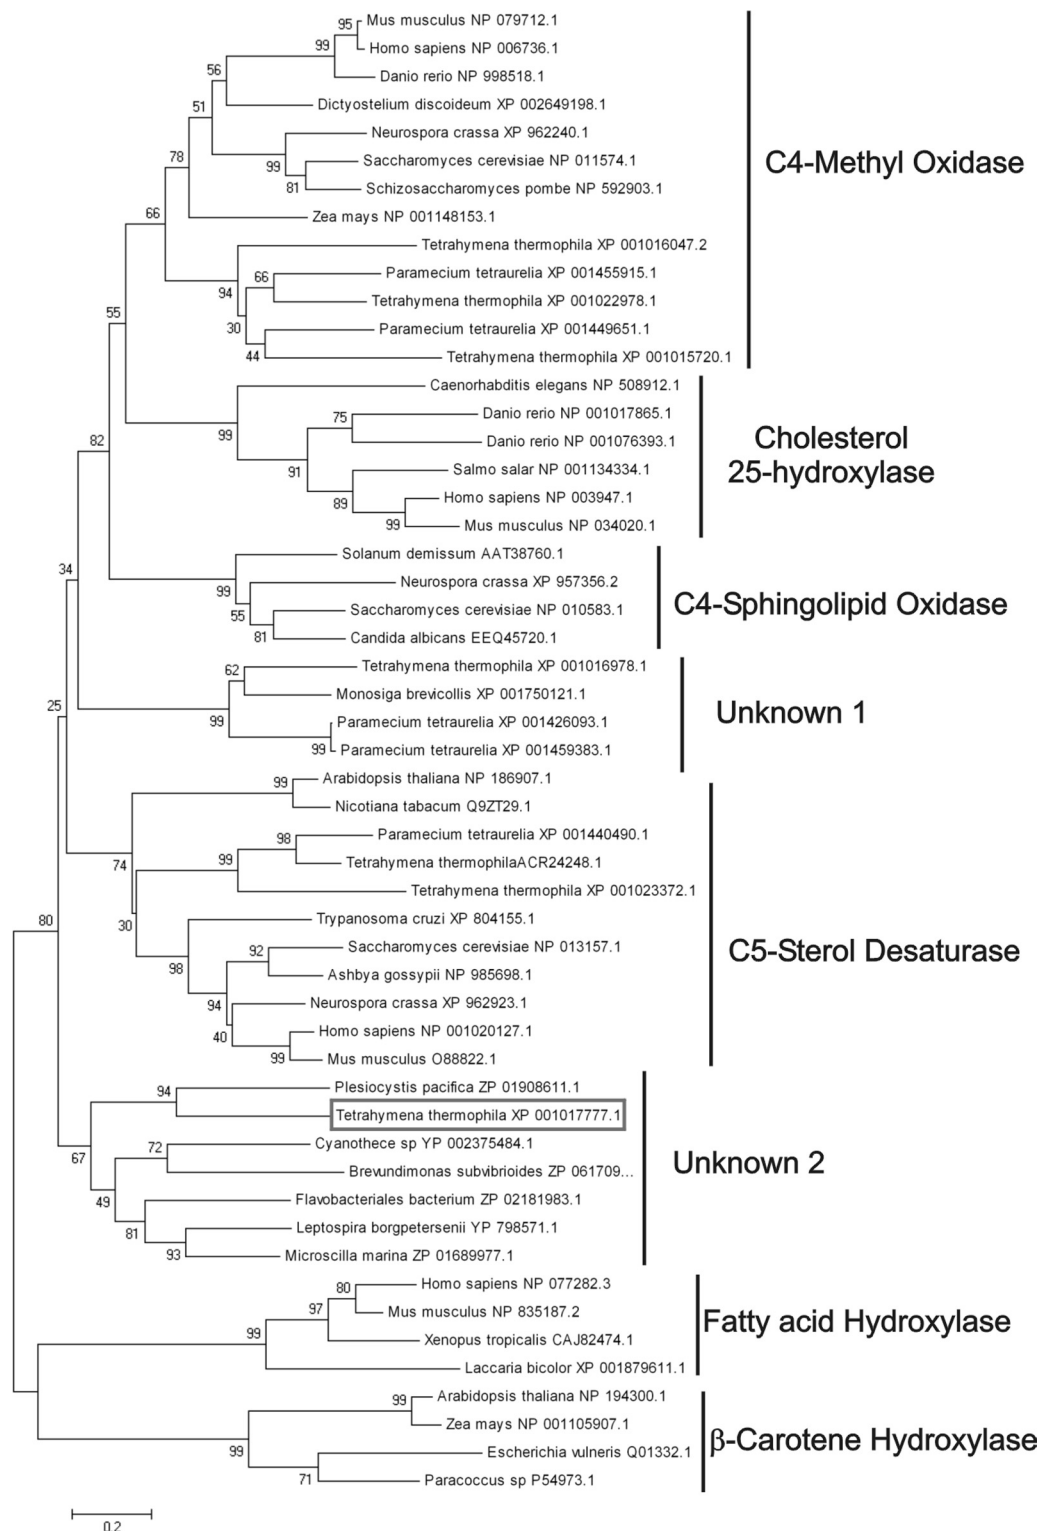 95
Mus musculus NP 079712.1
99
Homo sapiens NP 006736.1
Danio rerio NP 998518.1
56
Dictyostelium discoideum XP 002649198.1
51
Neurospora crassa XP 962240.1
99
Saccharomyces cerevisiae NP 011574.1
81
Schizosaccharomyces pombe NP 592903.1
78
Zea mays NP 001148153.1
C4-Methyl Oxidase
66
Tetrahymena thermophila XP 001016047.2
94
66
Paramecium tetraurelia XP 001455915.1
Tetrahymena thermophila XP 001022978.1
30
Paramecium tetraurelia XP 001449651.1
44
Tetrahymena thermophila XP 001015720.1
55
Caenorhabditis elegans NP 508912.1
99
75
Danio rerio NP 001017865.1
Danio rerio NP 001076393.1
91
Salmo salar NP 001134334.1
89
Homo sapiens NP 003947.1
99
Mus musculus NP 034020.1
Cholesterol
25-hydroxylase
82
Solanum demissum AAT38760.1
99
Neurospora crassa XP 957356.2
55
Saccharomyces cerevisiae NP 010583.1
81
Candida albicans EEQ45720.1
C4-Sphingolipid Oxidase
34
62
Tetrahymena thermophila XP 001016978.1
Monosiga brevicollis XP 001750121.1
99
Paramecium tetraurelia XP 001426093.1
99
Paramecium tetraurelia XP 001459383.1
Unknown 1
25
99
Arabidopsis thaliana NP 186907.1
Nicotiana tabacum Q9ZT29.1
74
98
Paramecium tetraurelia XP 001440490.1
99
Tetrahymena thermophilaACR24248.1
Tetrahymena thermophila XP 001023372.1
30
Trypanosoma cruzi XP 804155.1
98
92
Saccharomyces cerevisiae NP 013157.1
Ashbya gossypii NP 985698.1
94
Neurospora crassa XP 962923.1
40
Homo sapiens NP 001020127.1
99
Mus musculus O88822.1
C5-Sterol Desaturase
80
94
Plesiocystis pacifica ZP 01908611.1
Tetrahymena thermophila XP 001017777.1
67
72
Cyanothece sp YP 002375484.1
Brevundimonas subvibrioides ZP 061709...
49
Flavobacteriales bacterium ZP 02181983.1
81
Leptospira borgpetersenii YP 798571.1
93
Microscilla marina ZP 01689977.1
Unknown 2
80
Homo sapiens NP 077282.3
97
Mus musculus NP 835187.2
99
Xenopus tropicalis CAJ82474.1
Laccaria bicolor XP 001879611.1
Fatty acid Hydroxylase
99
Arabidopsis thaliana NP 194300.1
Zea mays NP 001105907.1
99
Escherichia vulneris Q01332.1
71
Paracoccus sp P54973.1
β-Carotene Hydroxylase
0.2